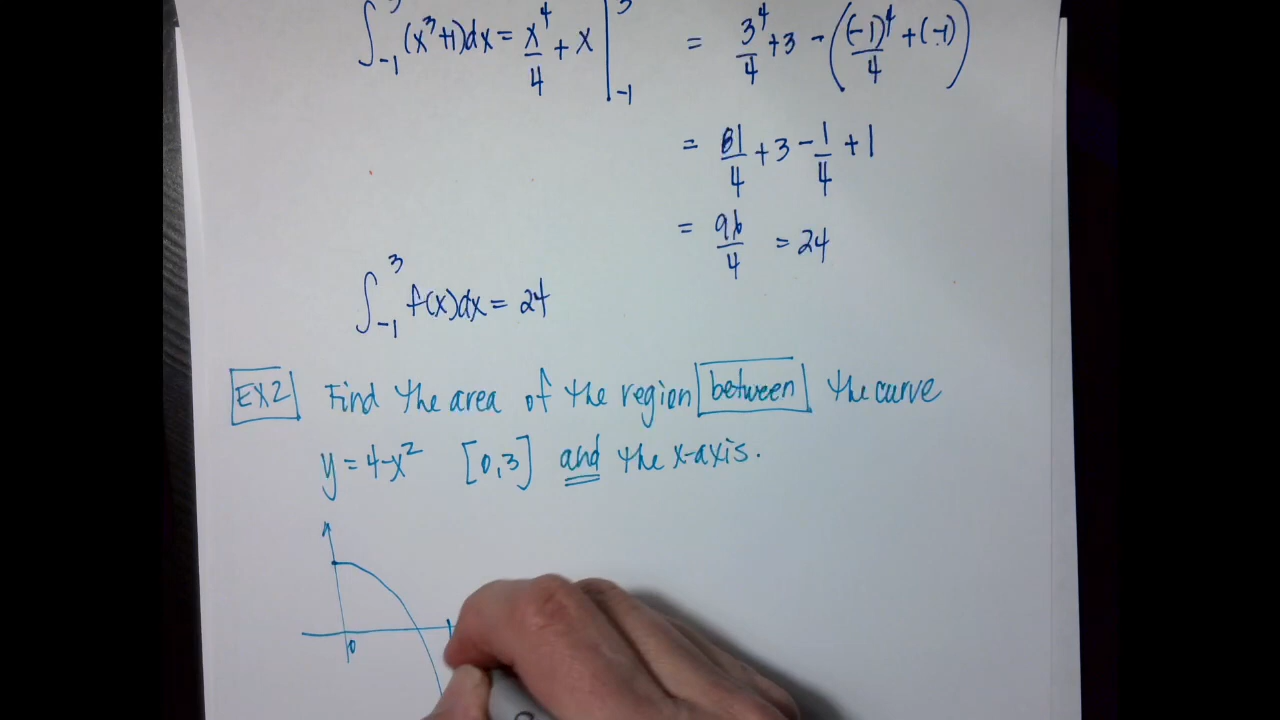 ∫₋₁³ (x³+1)dx = x⁴/4 + x |₋₁³ = 3⁴/4 + 3 - ((-1)⁴/4 + (-1))
= 81/4 + 3 - 1/4 + 1
= 96/4 = 24
∫₋₁³ f(x)dx = 24
EX2 Find the area of the region between the curve
y = 4-x² [0,3] and the x-axis.
0